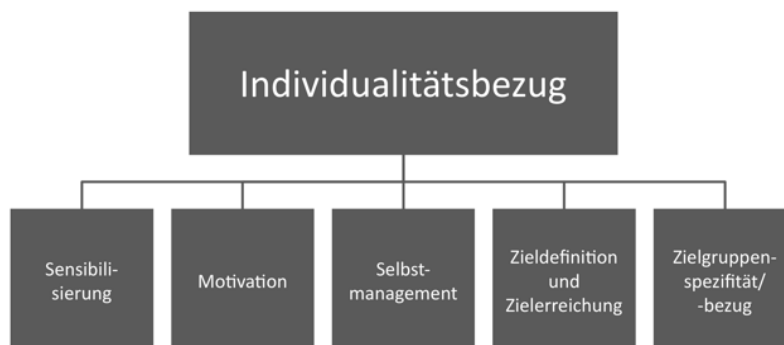 Individualitätsbezug
Sensibili-
sierung
Motivation
Selbst-
management
Zieldefinition
und
Zielerreichung
Zielgruppen-
spezifität/
-bezug